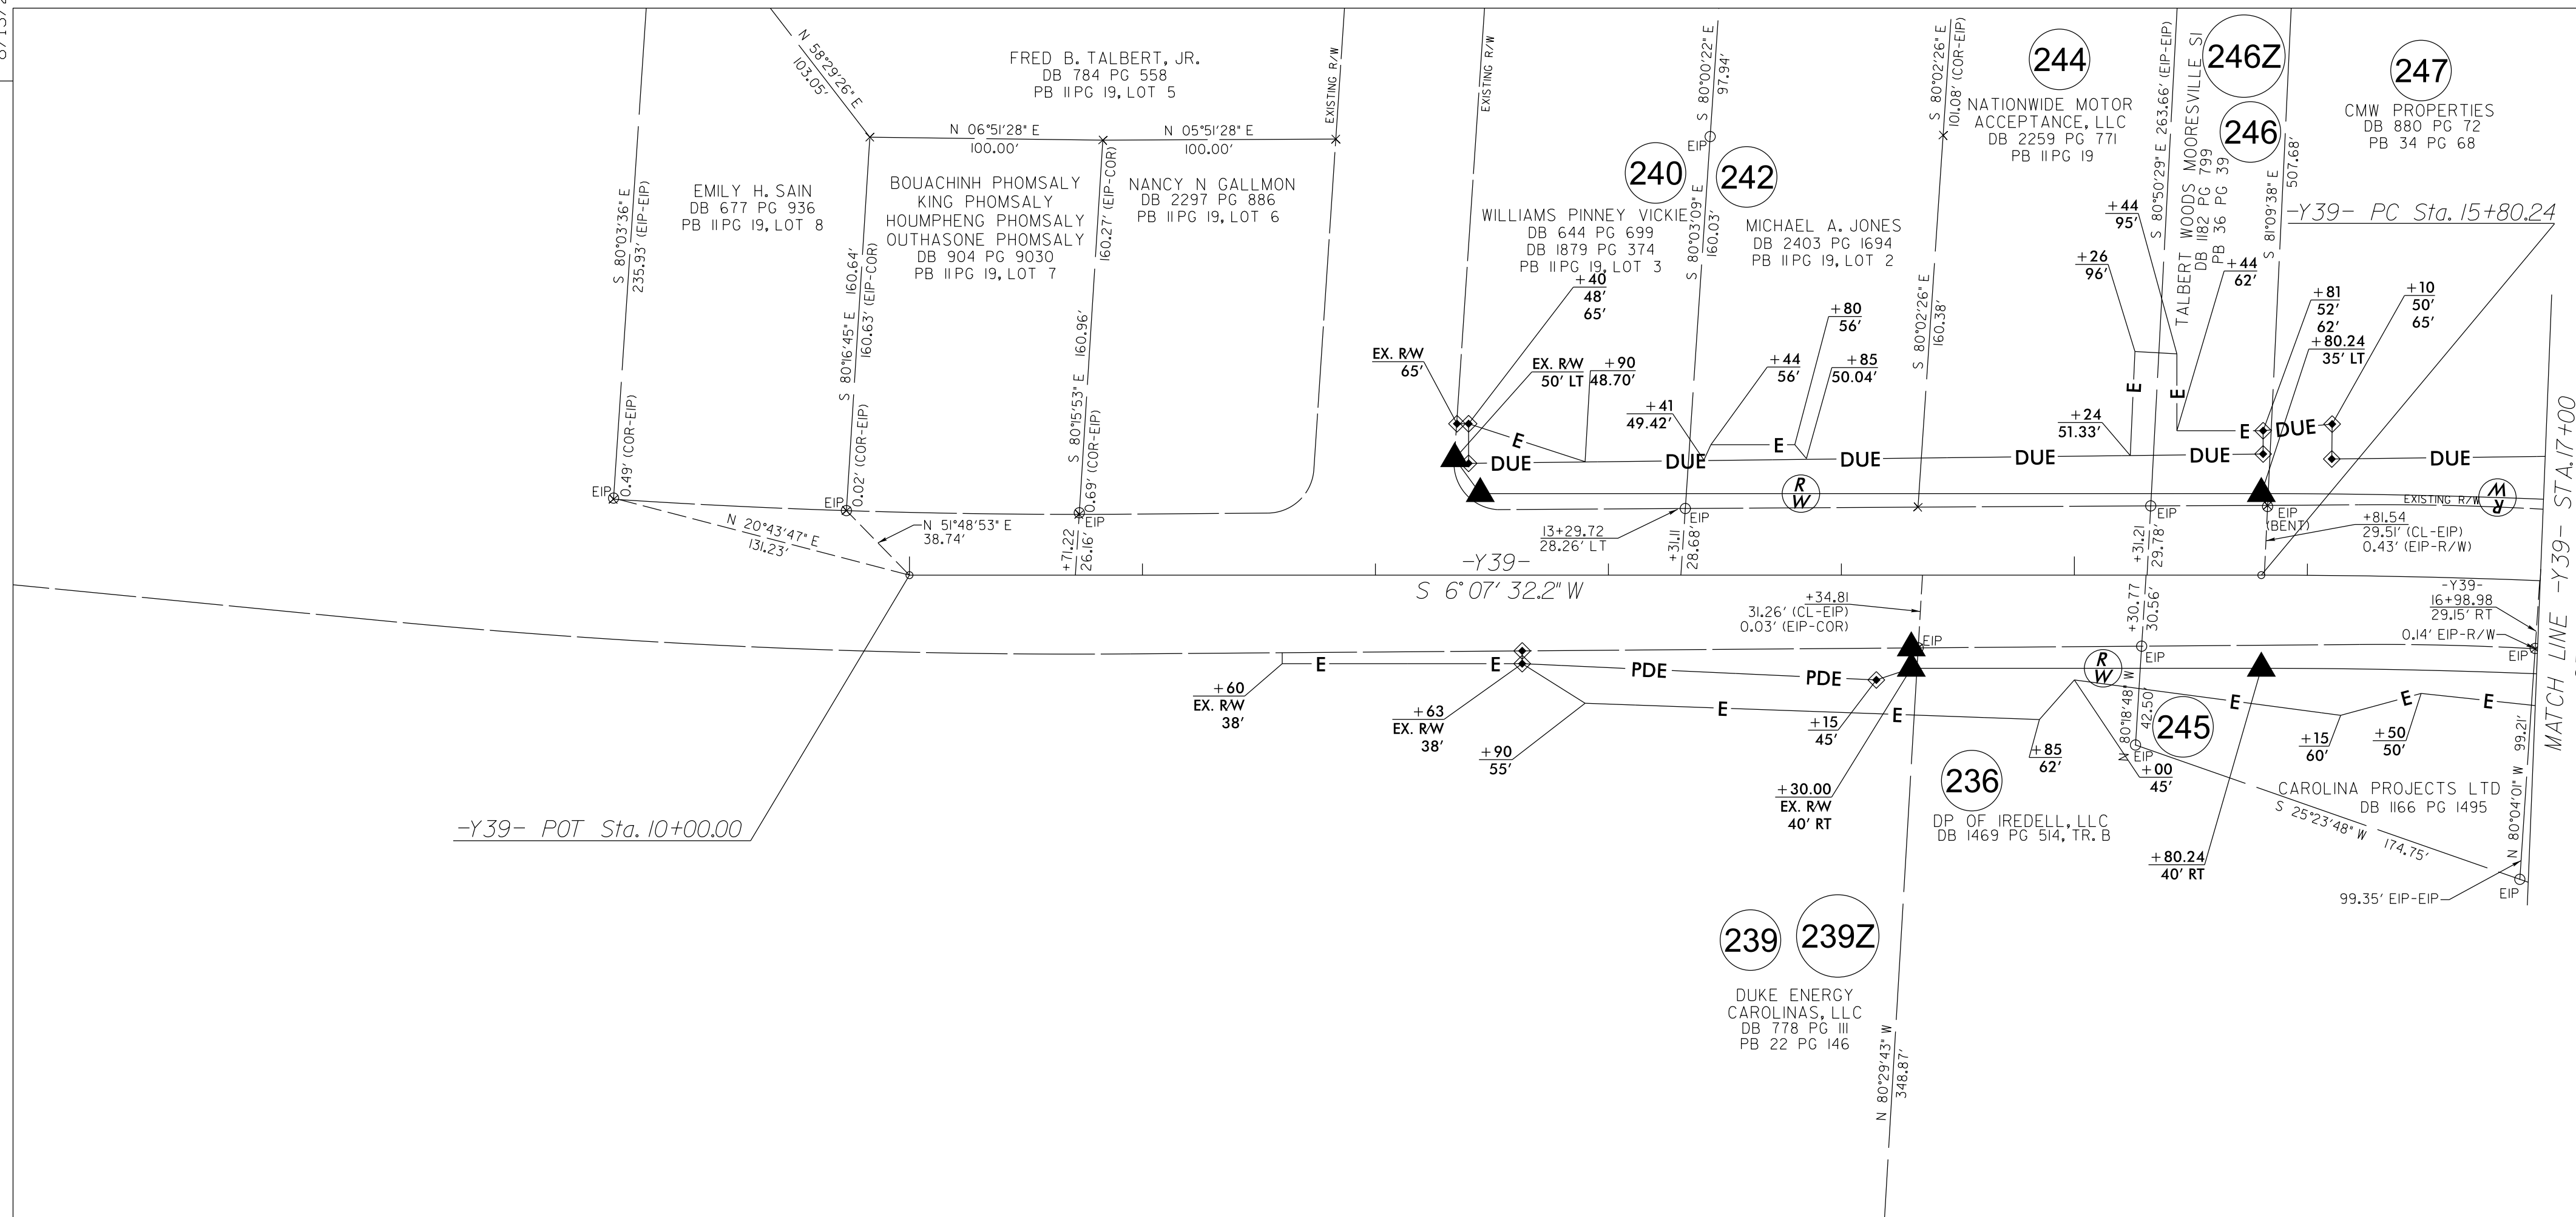 N 58°29'26" E
103.05'
FRED B. TALBERT, JR.
DB 784 PG 558
PB 11 PG 19, LOT 5
EXISTING R/W
N 06°51'28" E
100.00'
N 05°51'28" E
100.00'
S 80°03'36" E
235.93' (EIP-EIP)
EMILY H. SAIN
DB 677 PG 936
PB 11 PG 19, LOT 8
S 80°16'45" E 160.64'
160.63' (EIP-COR)
BOUACHINH PHOMSALY
KING PHOMSALY
HOUMPHENG PHOMSALY
OUTHASONE PHOMSALY
DB 904 PG 9030
PB 11 PG 19, LOT 7
160.27' (EIP-COR)
S 80°15'53" E 160.96'
NANCY N GALLMON
DB 2297 PG 886
PB 11 PG 19, LOT 6
EIP
0.49' (COR-EIP)
EIP
0.02' (COR-EIP)
EIP
0.69' (COR-EIP)
N 20°43'47" E
131.23'
N 51°48'53" E
38.74'
+71.22
26.16'
EXISTING R/W
S 80°00'22" E
97.94'
EIP
240
242
WILLIAMS PINNEY VICKIE
DB 644 PG 699
DB 1879 PG 374
PB 11 PG 19, LOT 3
S 80°03'09" E
160.03'
MICHAEL A. JONES
DB 2403 PG 1694
PB 11 PG 19, LOT 2
S 80°02'26" E
101.08' (COR-EIP)
S 80°02'26" E
160.38'
244
NATIONWIDE MOTOR
ACCEPTANCE, LLC
DB 2259 PG 771
PB 11 PG 19
S 80°50'29" E 263.66' (EIP-EIP)
TALBERT WOODS MOORESVILLE SI
DB 1182 PG 799
PB 36 PG 39
246Z
246
S 81°09'38" E
507.68'
247
CMW PROPERTIES
DB 880 PG 72
PB 34 PG 68
-Y39- PC Sta. 15+80.24
+44
95'
+26
96'
+44
62'
+81
52'
62'
+80.24
35' LT
+10
50'
65'
+40
48'
65'
EX. R/W
65'
EX. R/W
50' LT
+90
48.70'
+41
49.42'
+44
56'
+80
56'
+85
50.04'
+24
51.33'
E
E
E
E
E
DUE
DUE
DUE
DUE
DUE
DUE
DUE
R
W
EXISTING R/W
R
W
13+29.72
28.26' LT
EIP
+31.11
28.68'
EIP
+31.21
29.78'
EIP
(BENT)
+81.54
29.51' (CL-EIP)
0.43' (EIP-R/W)
MATCH LINE -Y39- STA. 17+00
-Y39-
S 6° 07' 32.2" W
+34.81
31.26' (CL-EIP)
0.03' (EIP-COR)
EIP
+30.77
30.56'
EIP
-Y39-
16+98.98
29.15' RT
0.14' EIP-R/W
EIP
E
E
PDE
PDE
R
W
+60
EX. R/W
38'
+63
EX. R/W
38'
+90
55'
E
E
+15
45'
+30.00
EX. R/W
40' RT
+85
62'
N 80°18'48" W
42.50'
EIP
+00
45'
245
E
E
E
+15
60'
+50
50'
236
DP OF IREDELL, LLC
DB 1469 PG 514, TR. B
CAROLINA PROJECTS LTD
DB 1166 PG 1495
S 25°23'48" W
174.75'
N 80°04'01" W 99.21'
+80.24
40' RT
99.35' EIP-EIP
EIP
-Y39- POT Sta. 10+00.00
239
239Z
DUKE ENERGY
CAROLINAS, LLC
DB 778 PG 111
PB 22 PG 146
N 80°29'43" W
348.87'